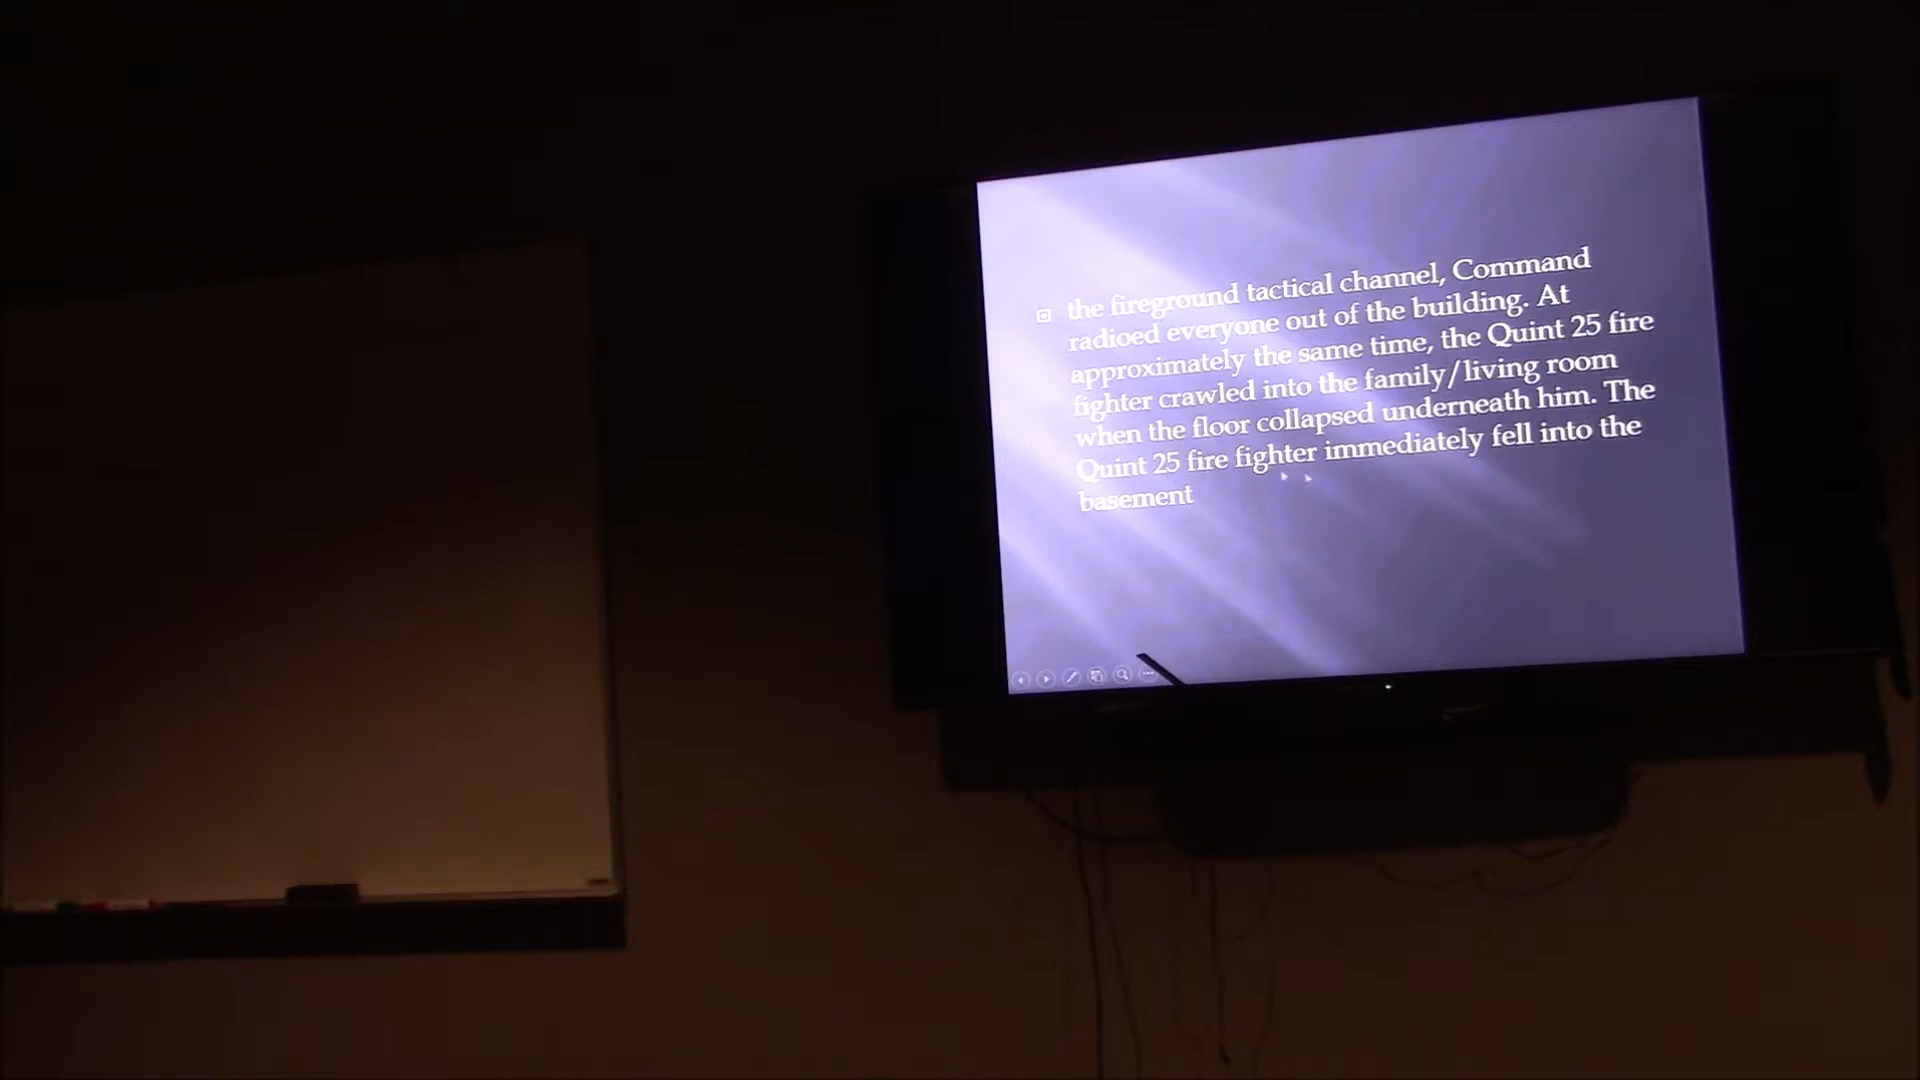 the fireground tactical channel, Command
radioed everyone out of the building. At
approximately the same time, the Quint 25 fire
fighter crawled into the family/living room
when the floor collapsed underneath him. The
Quint 25 fire fighter immediately fell into the
basement